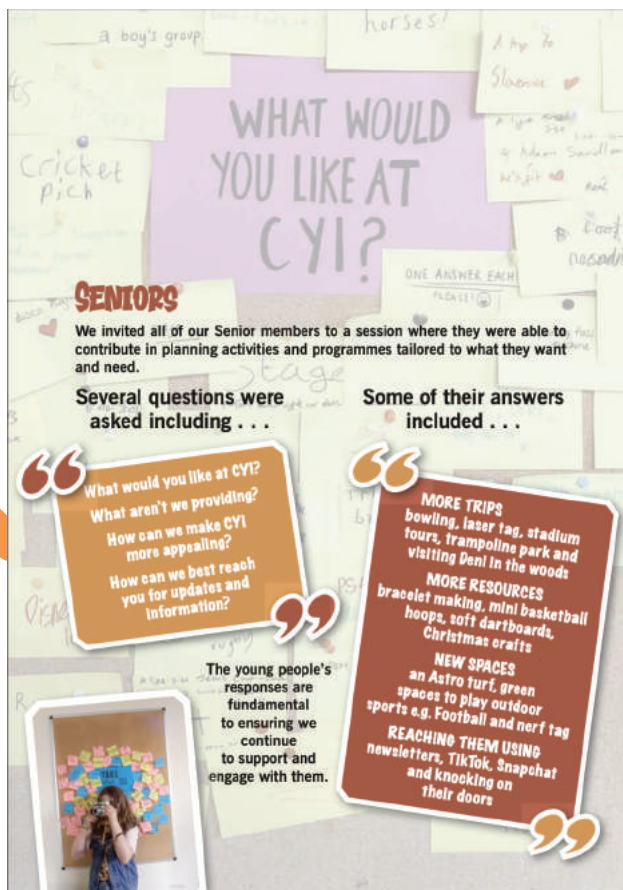 a boy's group
horses!
A trip to
Slovenia
Cricket
pich
WHAT WOULD
YOU LIKE AT
CYI?
ONE ANSWER EACH
PLEASE!
SENIORS
We invited all of our Senior members to a session where they were able to
contribute in planning activities and programmes tailored to what they want
and need.
stage
Several questions were
asked including . . .
What would you like at CYI?
What aren't we providing?
How can we make CYI
more appealing?
How can we best reach
you for updates and
information?
The young people's
responses are
fundamental
to ensuring we
continue
to support and
engage with them.
Some of their answers
included . . .
MORE TRIPS
bowling, laser tag, stadium
tours, trampoline park and
visiting Deni in the woods
MORE RESOURCES
bracelet making, mini basketball
hoops, soft dartboards,
Christmas crafts
NEW SPACES
an Astro turf, green
spaces to play outdoor
sports e.g. Football and nerf tag
REACHING THEM USING
newsletters, TikTok, Snapchat
and knocking on
their doors